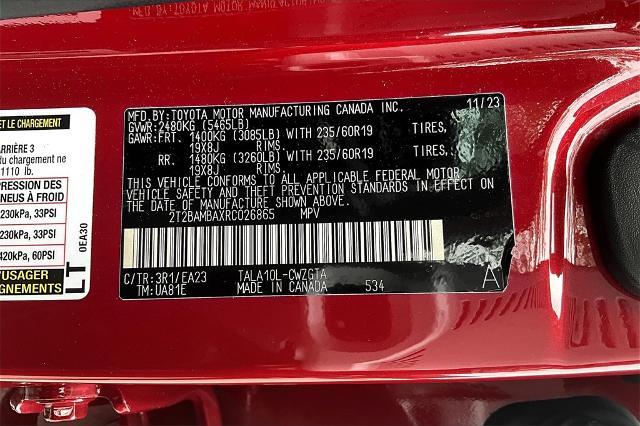 ET LE CHARGEMENT
ARRIÈRE 3
du chargement ne
1110 lb.
PRESSION DES
PNEUS À FROID
230kPa, 33PSI
230kPa, 33PSI
420kPa, 60PSI
0EA30
LT
USAGER
GNEMENTS
MFD.BY:TOYOTA MOTOR MANUFACTURING CANADA INC. 11/23
GVWR:2480KG (5465LB)
GAWR:FRT. 1400KG (3085LB) WITH 235/60R19 TIRES,
19X8J RIMS.
RR. 1480KG (3260LB) WITH 235/60R19 TIRES,
19X8J RIMS.
THIS VEHICLE CONFORMS TO ALL APPLICABLE FEDERAL MOTOR
VEHICLE SAFETY AND THEFT PREVENTION STANDARDS IN EFFECT
ON THE DATE OF MANUFACTURE SHOWN ABOVE.
2T2BAMBAXRC026865 MPV
C/TR:3R1/EA23 TALA10L-CWZGTA A
TM:UA81E MADE IN CANADA 534